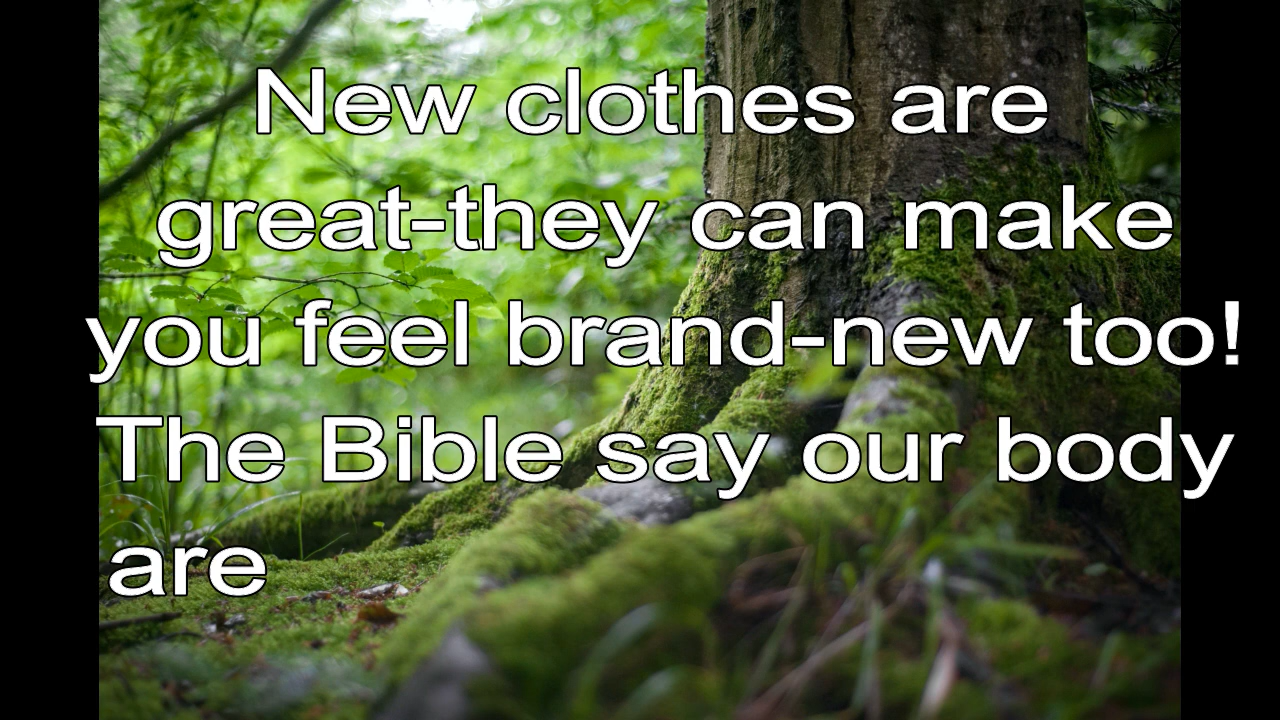 New clothes are
great-they can make
you feel brand-new too!
The Bible say our body
are